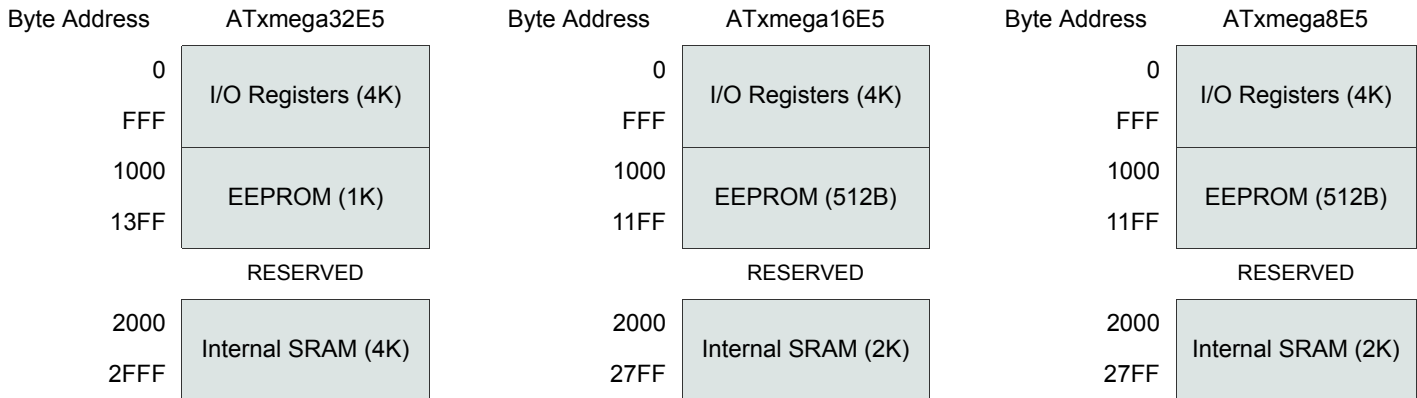 Byte Address ATxmega32E5 Byte Address ATxmega16E5 Byte Address ATxmega8E5
0 0 0
I/O Registers (4K) I/O Registers (4K) I/O Registers (4K)
FFF FFF FFF
1000 1000 1000
EEPROM (1K) EEPROM (512B) EEPROM (512B)
13FF 11FF 11FF
RESERVED RESERVED RESERVED
2000 2000 2000
Internal SRAM (4K) Internal SRAM (2K) Internal SRAM (2K)
2FFF 27FF 27FF